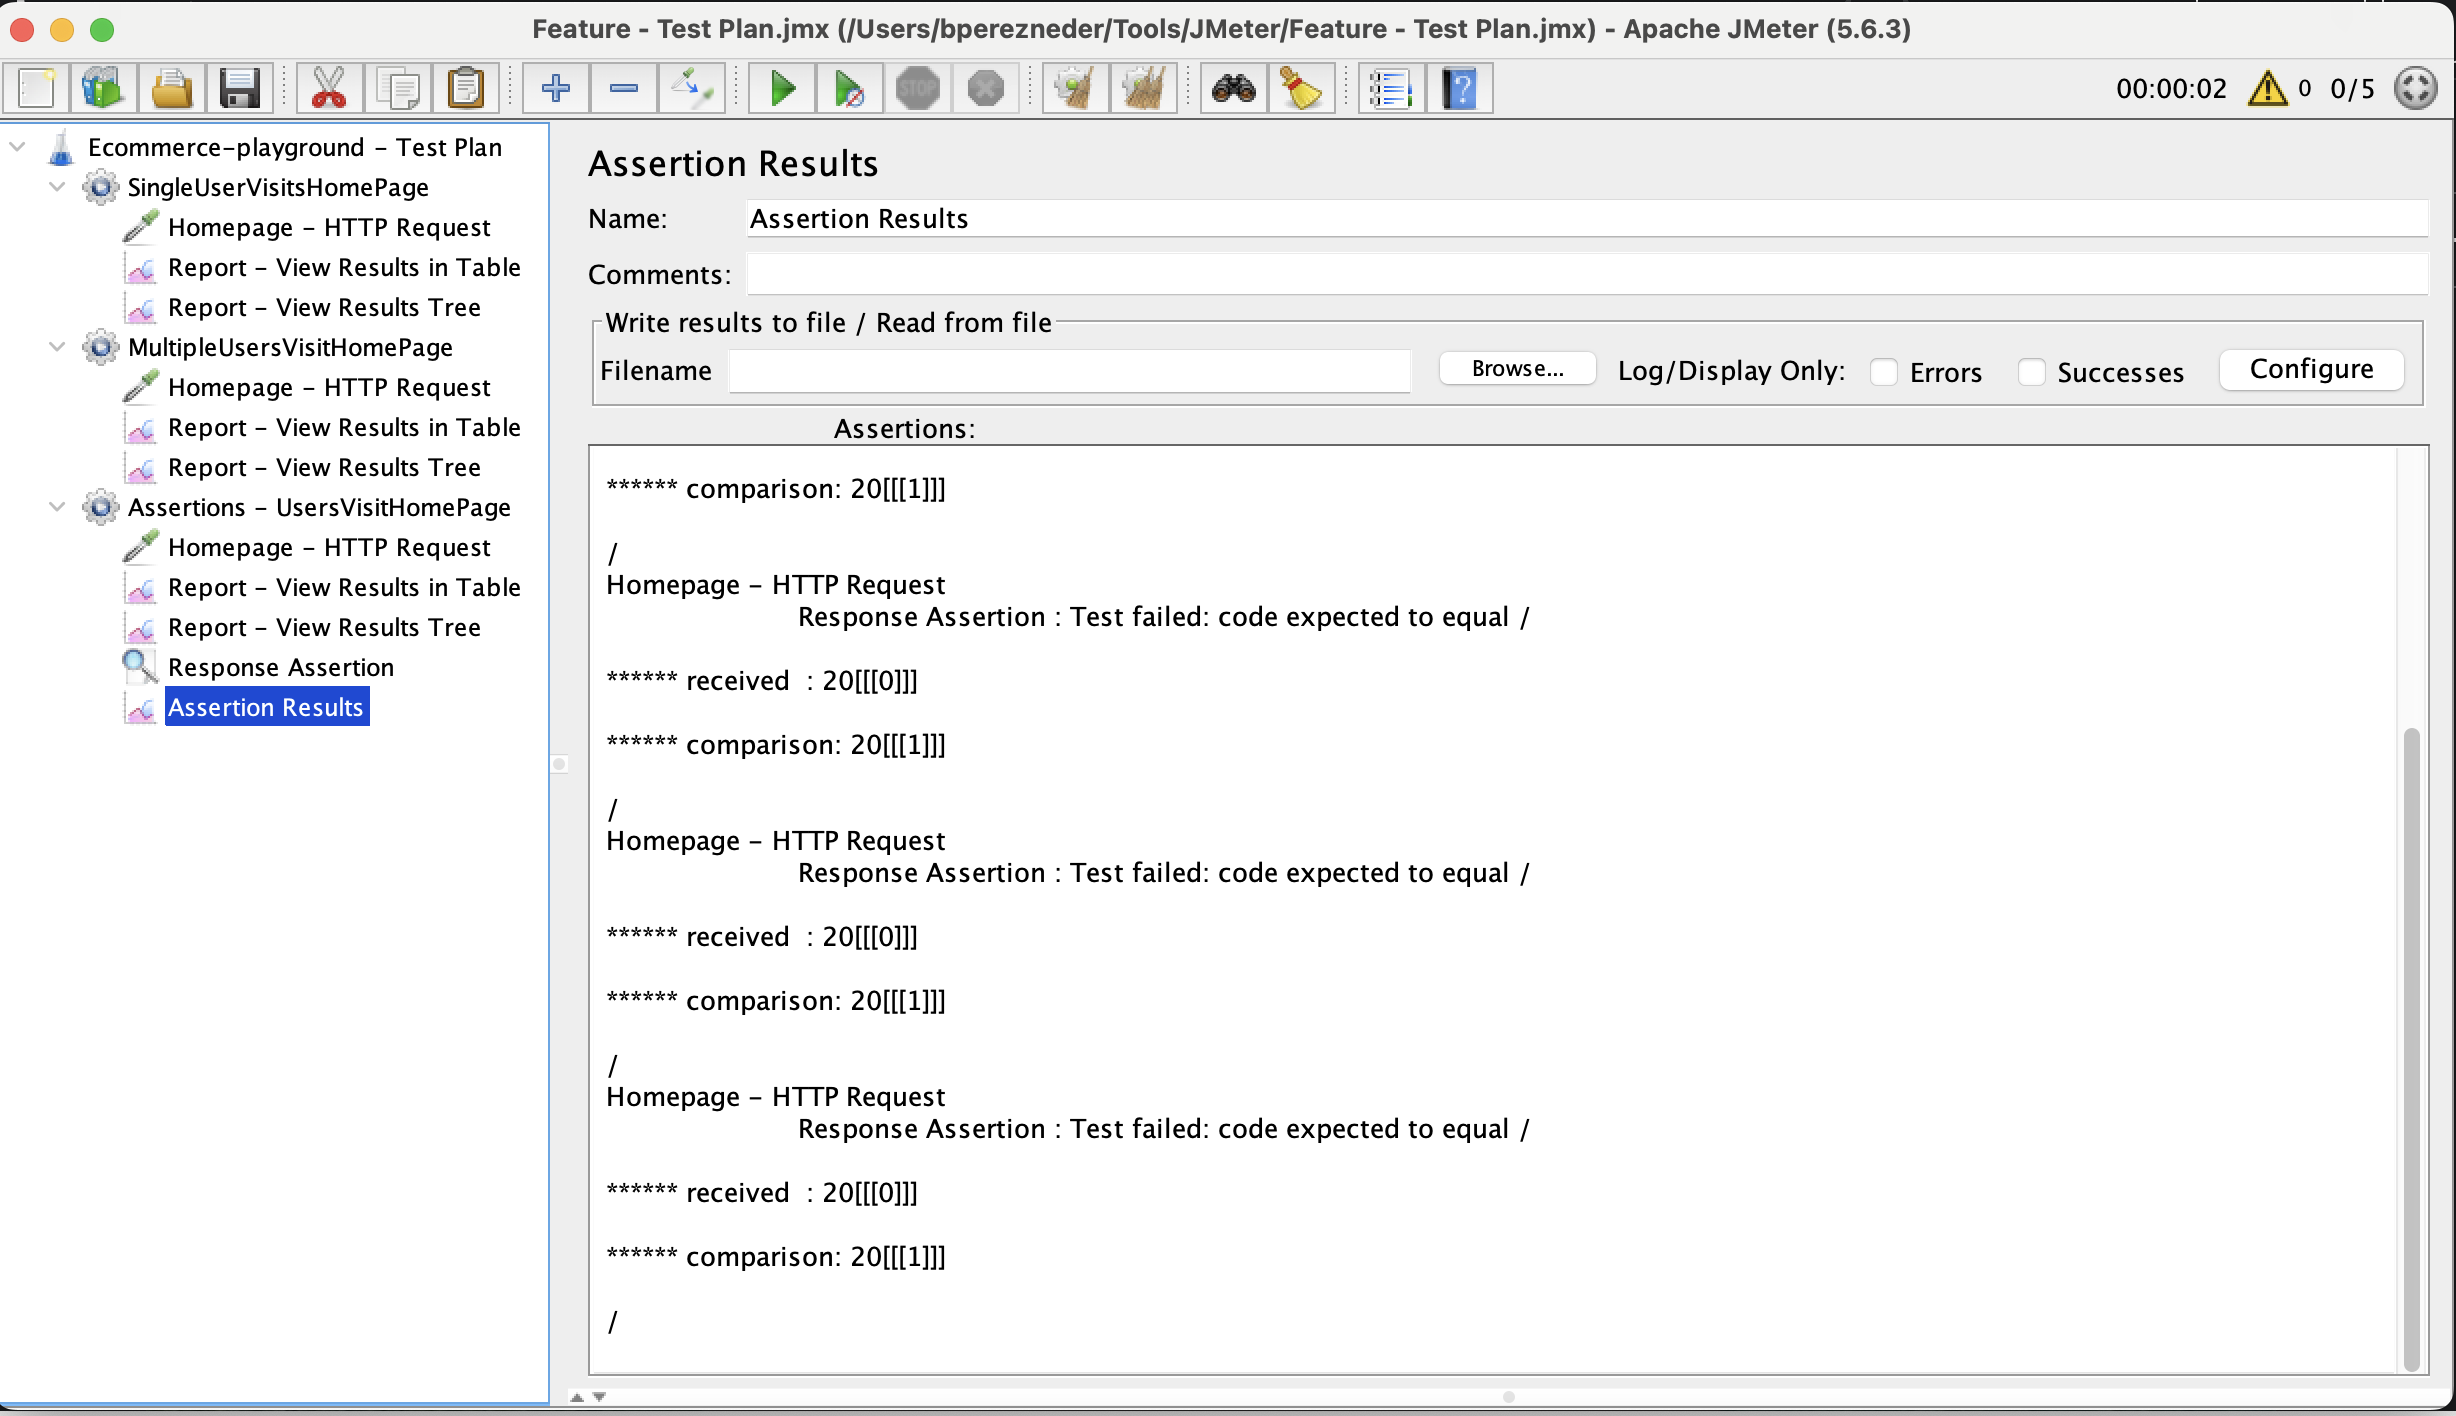 Feature - Test Plan.jmx (/Users/bperezneder/Tools/JMeter/Feature - Test Plan.jmx) - Apache JMeter (5.6.3)
STOP
00:00:02 0 0/5
Ecommerce-playground - Test Plan
SingleUserVisitsHomePage
Homepage - HTTP Request
Report - View Results in Table
Report - View Results Tree
MultipleUsersVisitHomePage
Homepage - HTTP Request
Report - View Results in Table
Report - View Results Tree
Assertions - UsersVisitHomePage
Homepage - HTTP Request
Report - View Results in Table
Report - View Results Tree
Response Assertion
Assertion Results
Assertion Results
Name: Assertion Results
Comments:
Write results to file / Read from file
Filename Browse... Log/Display Only: Errors Successes Configure
Assertions:
****** comparison: 20[[[1]]]
/
Homepage - HTTP Request
Response Assertion : Test failed: code expected to equal /
****** received : 20[[[0]]]
****** comparison: 20[[[1]]]
/
Homepage - HTTP Request
Response Assertion : Test failed: code expected to equal /
****** received : 20[[[0]]]
****** comparison: 20[[[1]]]
/
Homepage - HTTP Request
Response Assertion : Test failed: code expected to equal /
****** received : 20[[[0]]]
****** comparison: 20[[[1]]]
/